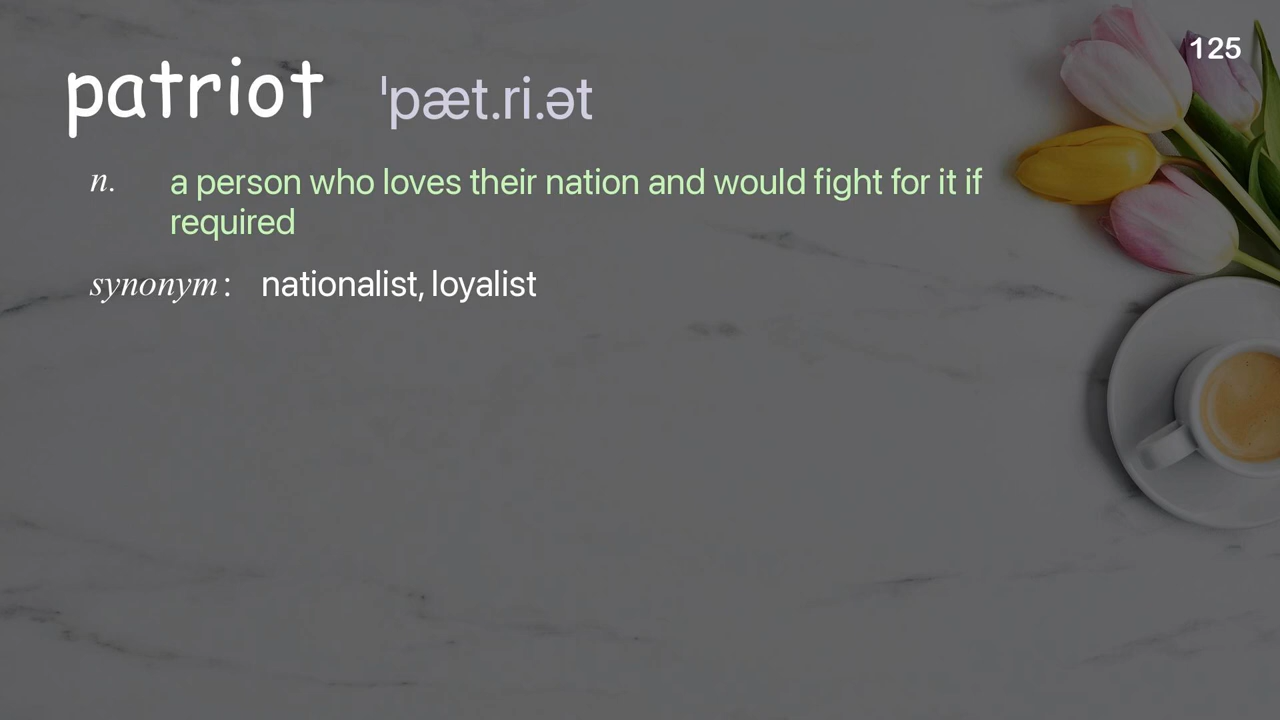 125
patriot ˈpæt.ri.ət
n. a person who loves their nation and would fight for it if
required
synonym: nationalist, loyalist